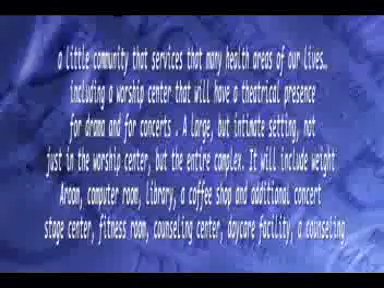 a little community that services that many health areas of our lives..
including a worship center that will have a theatrical presence
for drama and for concerts . A large, but intimate setting, not
just in the worship center, but the entire complex. It will include weight
Aroom, computer room, library, a coffee shop and additional concert
stage center, fitness room, counseling center, daycare facility, a counseling